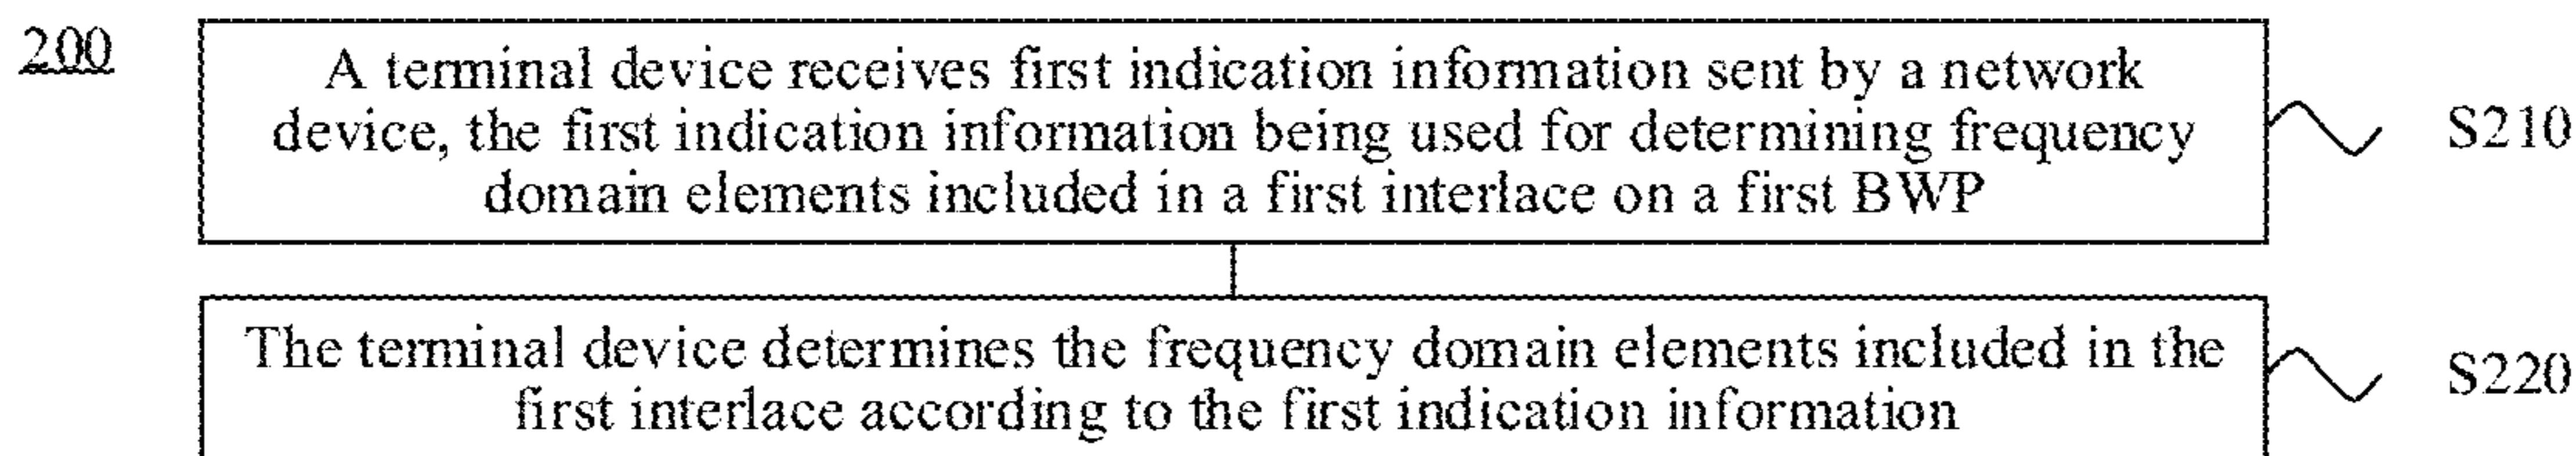 200
A terminal device receives first indication information sent by a network
device, the first indication information being used for determining frequency
domain elements included in a first interlace on a first BWP
S210
The terminal device determines the frequency domain elements included in the
first interlace according to the first indication information
S220